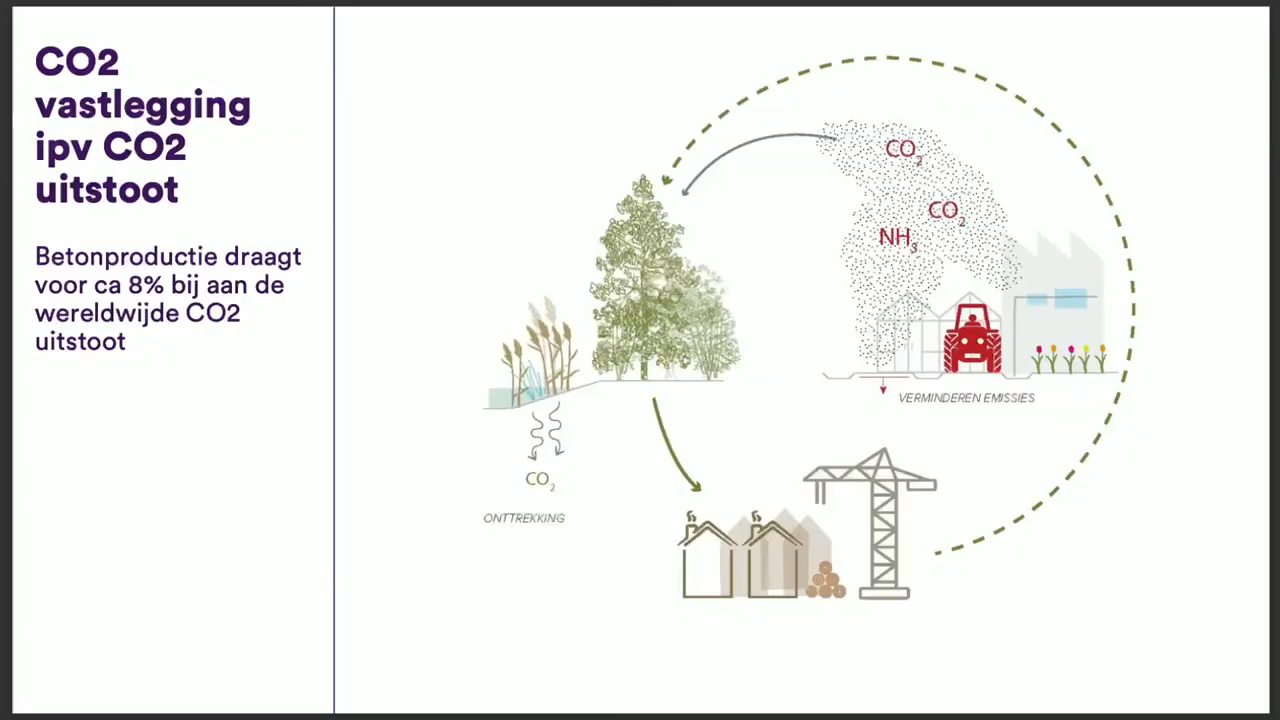 CO2
vastlegging
ipv CO2
uitstoot
Betonproductie draagt
voor ca 8% bij aan de
wereldwijde CO2
uitstoot
CO2
CO2
NH3
VERMINDEREN EMISSIES
CO2
ONTTREKKING